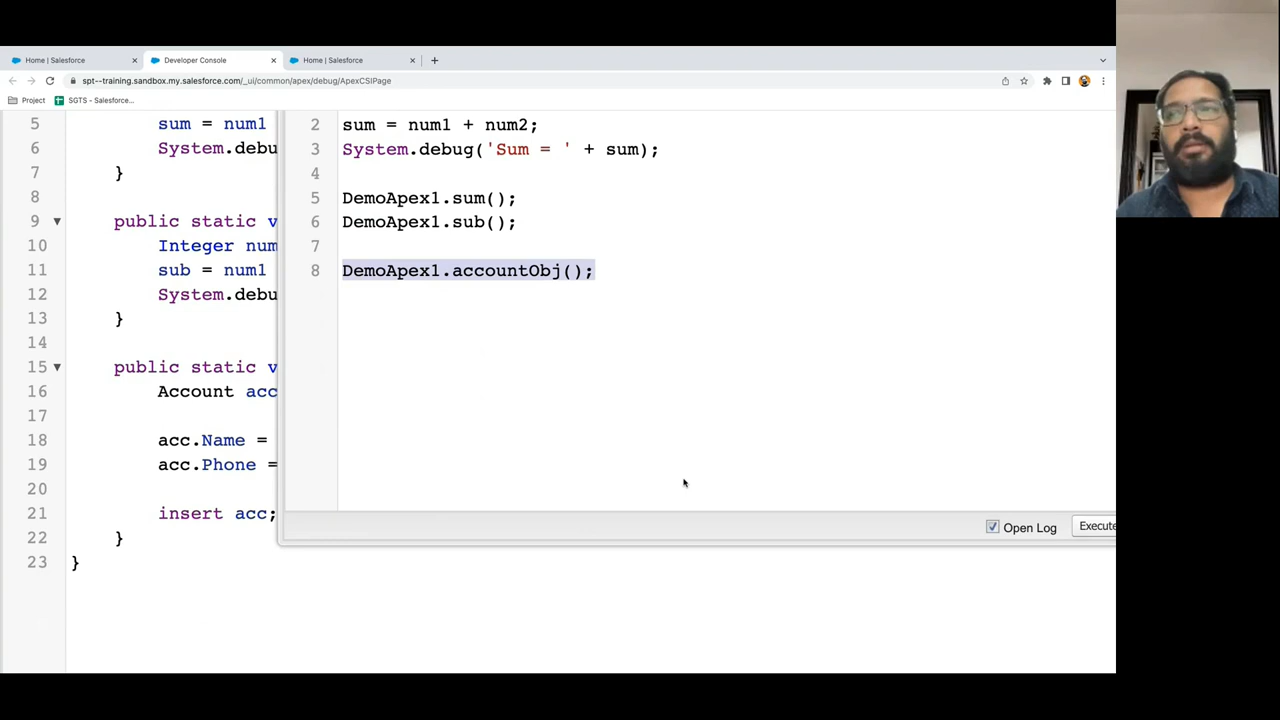 Home | Salesforce
Developer Console
Home | Salesforce
spt--training.sandbox.my.salesforce.com/_ui/common/apex/debug/ApexCSIPage
Project
SGTS - Salesforce...
5 sum = num1
6 System.debu
7 }
8
9 public static v
10 Integer num
11 sub = num1
12 System.debu
13 }
14
15 public static v
16 Account acc
17
18 acc.Name =
19 acc.Phone =
20
21 insert acc;
22 }
23 }
2 sum = num1 + num2;
3 System.debug('Sum = ' + sum);
4
5 DemoApex1.sum();
6 DemoApex1.sub();
7
8 DemoApex1.accountObj();
Open Log
Execute